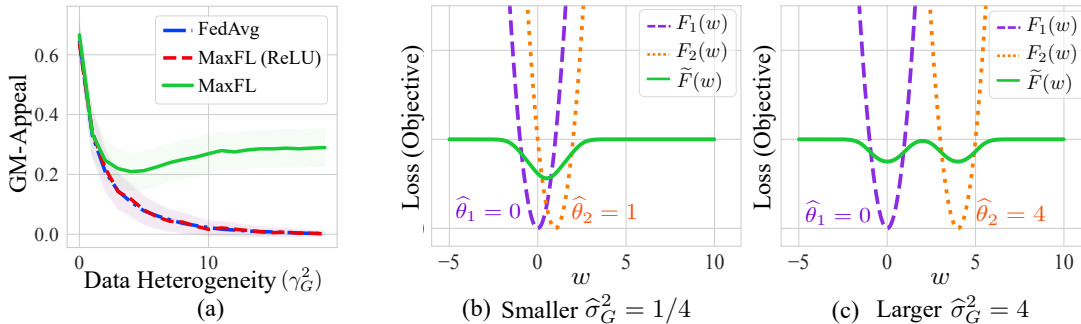 GM-Appeal
0.6
0.4
0.2
0.0
FedAvg
MaxFL (ReLU)
MaxFL
0
10
Data Heterogeneity (γ²_G)
(a)
Loss (Objective)
F₁(w)
F₂(w)
F̃(w)
θ̂₁ = 0
θ̂₂ = 1
−5
0
5
10
w
(b) Smaller σ̂²_G = 1/4
Loss (Objective)
F₁(w)
F₂(w)
F̃(w)
θ̂₁ = 0
θ̂₂ = 4
−5
0
5
10
w
(c) Larger σ̂²_G = 4